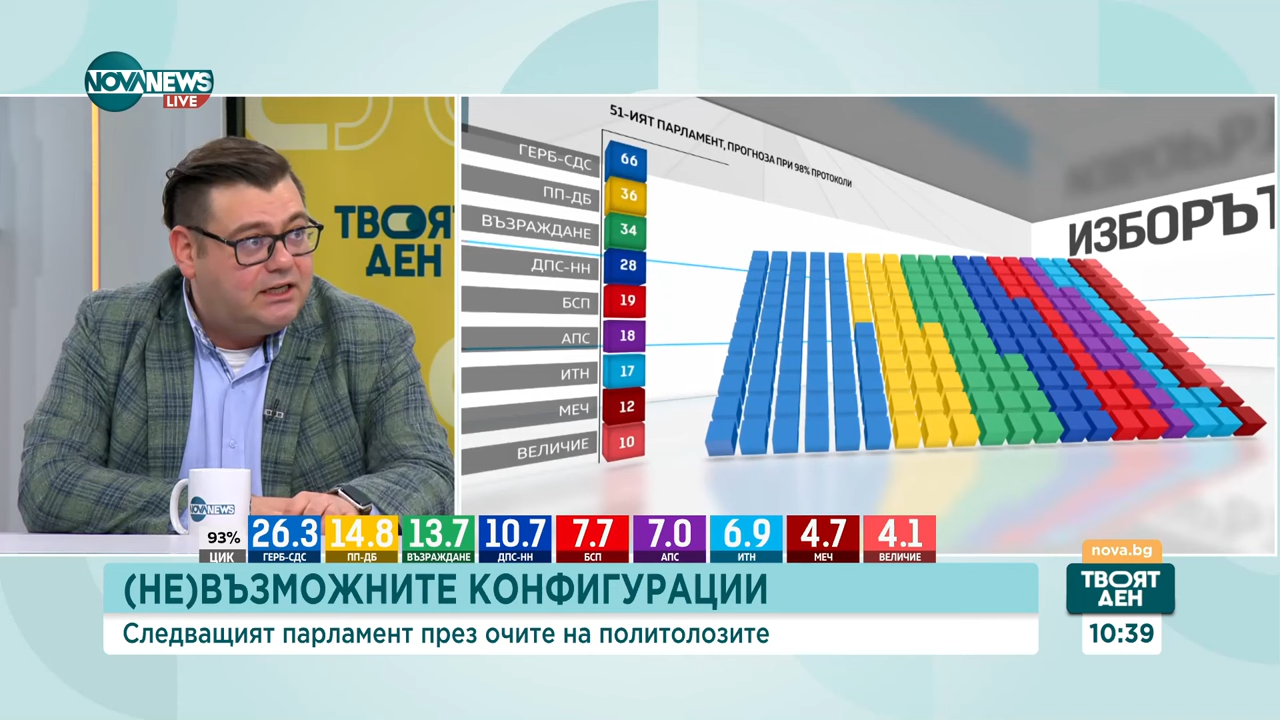 NOVANEWS
LIVE
ТВОЯТ
ДЕН
NOVANEWS
51-ИЯТ ПАРЛАМЕНТ, ПРОГНОЗА ПРИ 98% ПРОТОКОЛИ
ГЕРБ-СДС 66
ПП-ДБ 36
ВЪЗРАЖДАНЕ 34
ДПС-НН 28
БСП 19
АПС 18
ИТН 17
МЕЧ 12
ВЕЛИЧИЕ 10
ИЗБОРЪТ
93% 26.3 14.8 13.7 10.7 7.7 7.0 6.9 4.7 4.1
ЦИК ГЕРБ-СДС ПП-ДБ ВЪЗРАЖДАНЕ ДПС-НН БСП АПС ИТН МЕЧ ВЕЛИЧИЕ
(НЕ)ВЪЗМОЖНИТЕ КОНФИГУРАЦИИ
Следващият парламент през очите на политолозите
nova.bg
ТВОЯТ
ДЕН
10:39